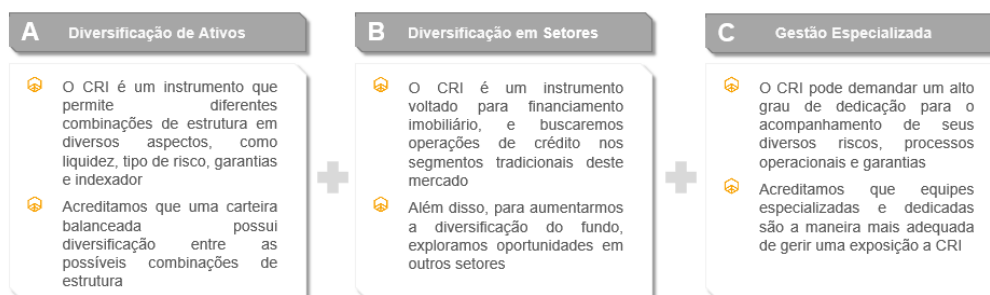 A Diversificação de Ativos
O CRI é um instrumento que
permite diferentes
combinações de estrutura em
diversos aspectos, como
liquidez, tipo de risco, garantias
e indexador
Acreditamos que uma carteira
balanceada possui
diversificação entre as
possíveis combinações de
estrutura
B Diversificação em Setores
O CRI é um instrumento
voltado para financiamento
imobiliário, e buscaremos
operações de crédito nos
segmentos tradicionais deste
mercado
Além disso, para aumentarmos
a diversificação do fundo,
exploramos oportunidades em
outros setores
C Gestão Especializada
O CRI pode demandar um alto
grau de dedicação para o
acompanhamento de seus
diversos riscos, processos
operacionais e garantias
Acreditamos que equipes
especializadas e dedicadas
são a maneira mais adequada
de gerir uma exposição a CRI